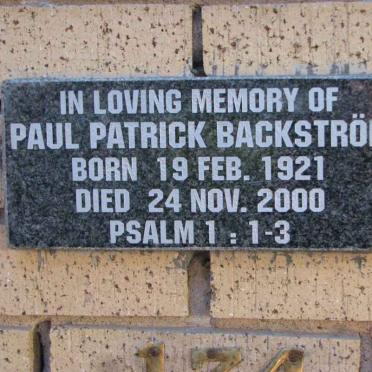 IN LOVING MEMORY OF
PAUL PATRICK BACKSTRÖ
BORN 19 FEB. 1921
DIED 24 NOV. 2000
PSALM 1 : 1-3